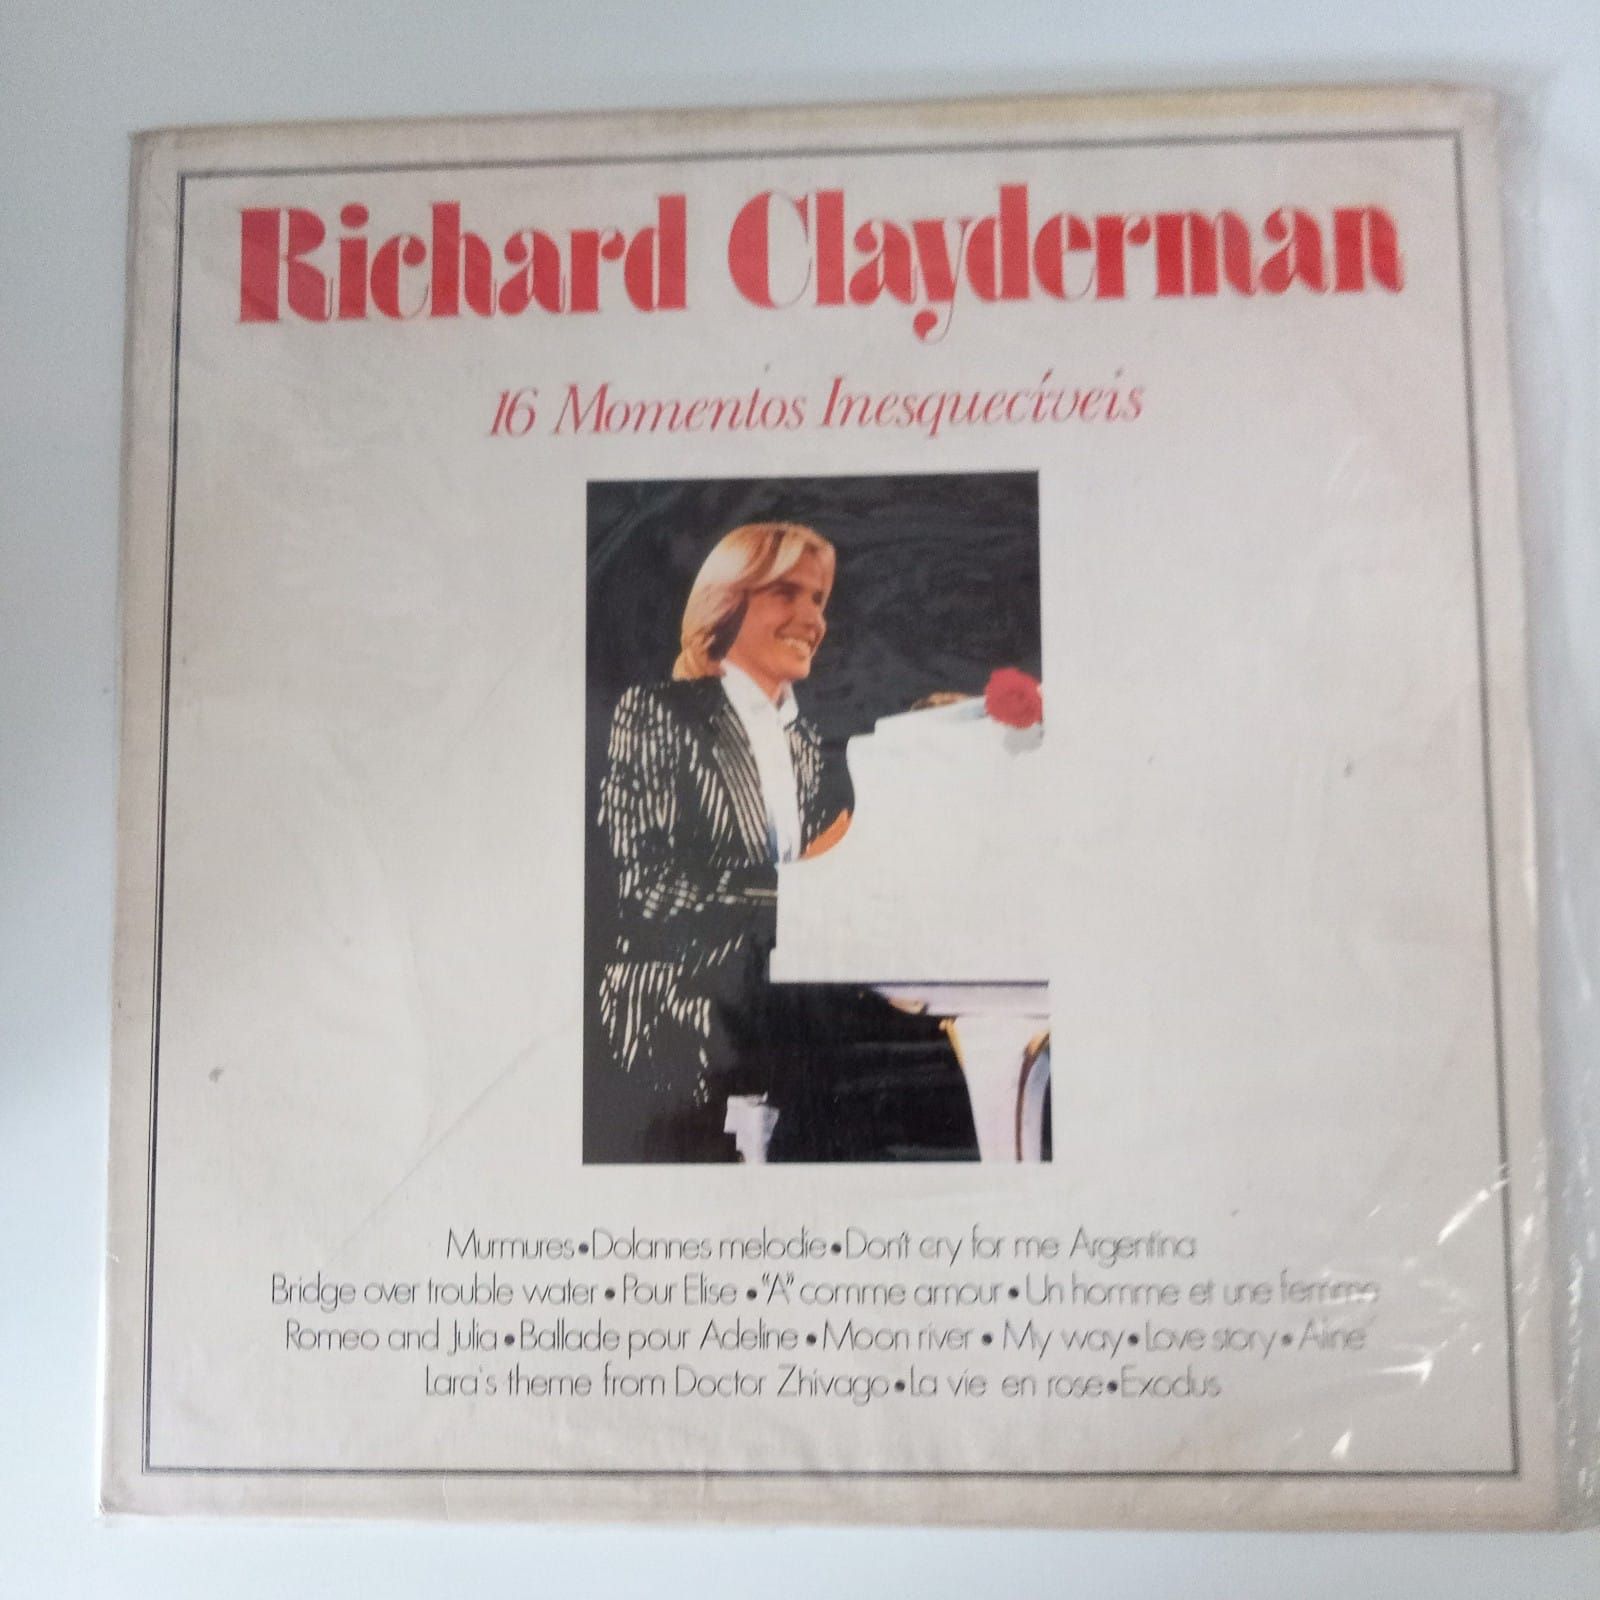 Richard Clayderman
16 Momentos Inesquecíveis
Murmures•Dolannes melodie•Don't cry for me Argentina
Bridge over trouble water•Pour Elise•"A" comme amour•Un homme et une femme
Romeo and Julia•Ballade pour Adeline•Moon river•My way•Love story•Aline
Lara's theme from Doctor Zhivago•La vie en rose•Exodus